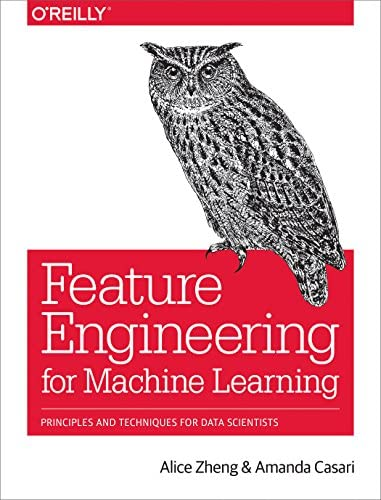 O'REILLY®
Feature
Engineering
for Machine Learning
PRINCIPLES AND TECHNIQUES FOR DATA SCIENTISTS
Alice Zheng & Amanda Casari